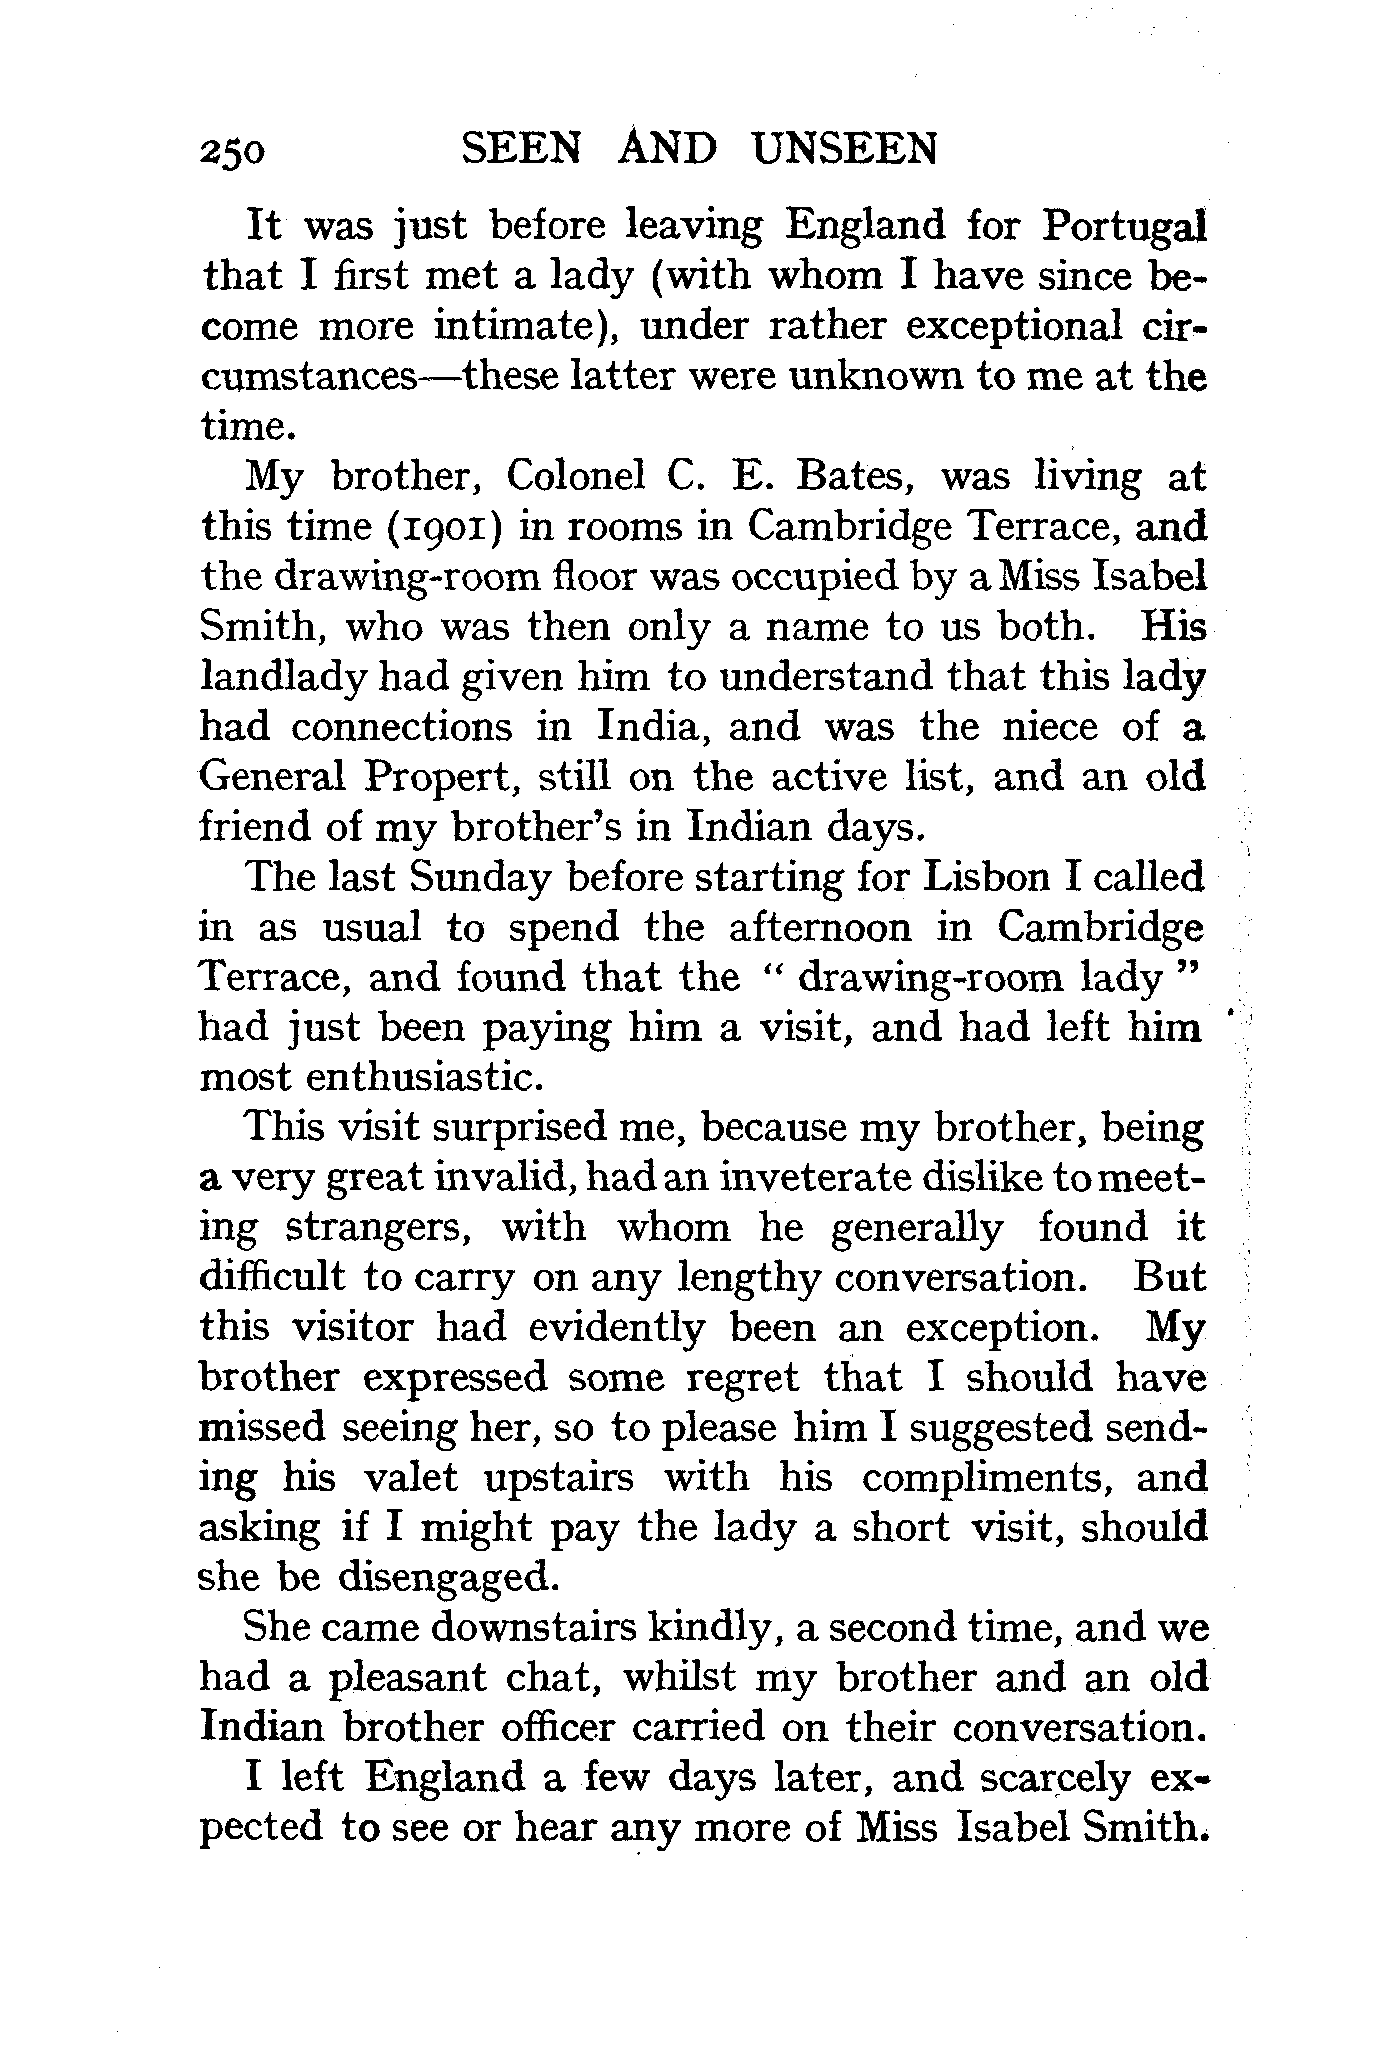 250 SEEN AND UNSEEN
It was just before leaving England for Portugal
that I first met a lady (with whom I have since be-
come more intimate), under rather exceptional cir-
cumstances—these latter were unknown to me at the
time.
My brother, Colonel C. E. Bates, was living at
this time (1901) in rooms in Cambridge Terrace, and
the drawing-room floor was occupied by a Miss Isabel
Smith, who was then only a name to us both. His
landlady had given him to understand that this lady
had connections in India, and was the niece of a
General Propert, still on the active list, and an old
friend of my brother's in Indian days.
The last Sunday before starting for Lisbon I called
in as usual to spend the afternoon in Cambridge
Terrace, and found that the “ drawing-room lady ”
had just been paying him a visit, and had left him
most enthusiastic.
This visit surprised me, because my brother, being
a very great invalid, had an inveterate dislike to meet-
ing strangers, with whom he generally found it
difficult to carry on any lengthy conversation. But
this visitor had evidently been an exception. My
brother expressed some regret that I should have
missed seeing her, so to please him I suggested send-
ing his valet upstairs with his compliments, and
asking if I might pay the lady a short visit, should
she be disengaged.
She came downstairs kindly, a second time, and we
had a pleasant chat, whilst my brother and an old
Indian brother officer carried on their conversation.
I left England a few days later, and scarcely ex-
pected to see or hear any more of Miss Isabel Smith.